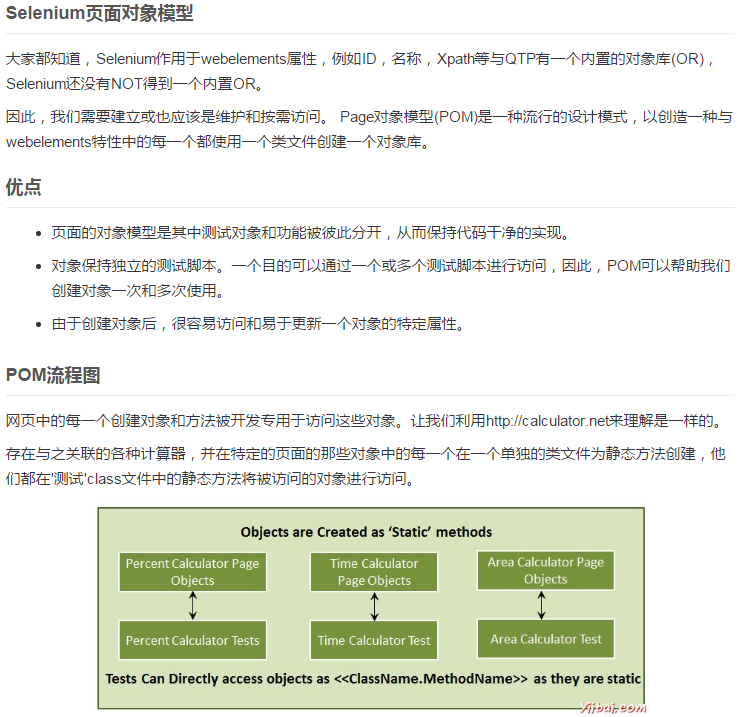 Selenium页面对象模型
大家都知道，Selenium作用于webelements属性，例如ID，名称，Xpath等与QTP有一个内置的对象库(OR)，
Selenium还没有NOT得到一个内置OR。
因此，我们需要建立或也应该是维护和按需访问。 Page对象模型(POM)是一种流行的设计模式，以创造一种与
webelements特性中的每一个都使用一个类文件创建一个对象库。
优点
• 页面的对象模型是其中测试对象和功能被彼此分开，从而保持代码干净的实现。
• 对象保持独立的测试脚本。一个目的可以通过一个或多个测试脚本进行访问，因此，POM可以帮助我们
创建对象一次和多次使用。
• 由于创建对象后，很容易访问和易于更新一个对象的特定属性。
POM流程图
网页中的每一个创建对象和方法被开发专用于访问这些对象。让我们利用http://calculator.net来理解是一样的。
存在与之关联的各种计算器，并在特定的页面的那些对象中的每一个在一个单独的类文件为静态方法创建，他
们都在'测试'class文件中的静态方法将被访问的对象进行访问。
Objects are Created as ‘Static’ methods
Percent Calculator Page
Objects
Time Calculator
Page Objects
Area Calculator Page
Objects
Percent Calculator Tests
Time Calculator Test
Area Calculator Test
Tests Can Directly access objects as <<ClassName.MethodName>> as they are static
Yiibai.com